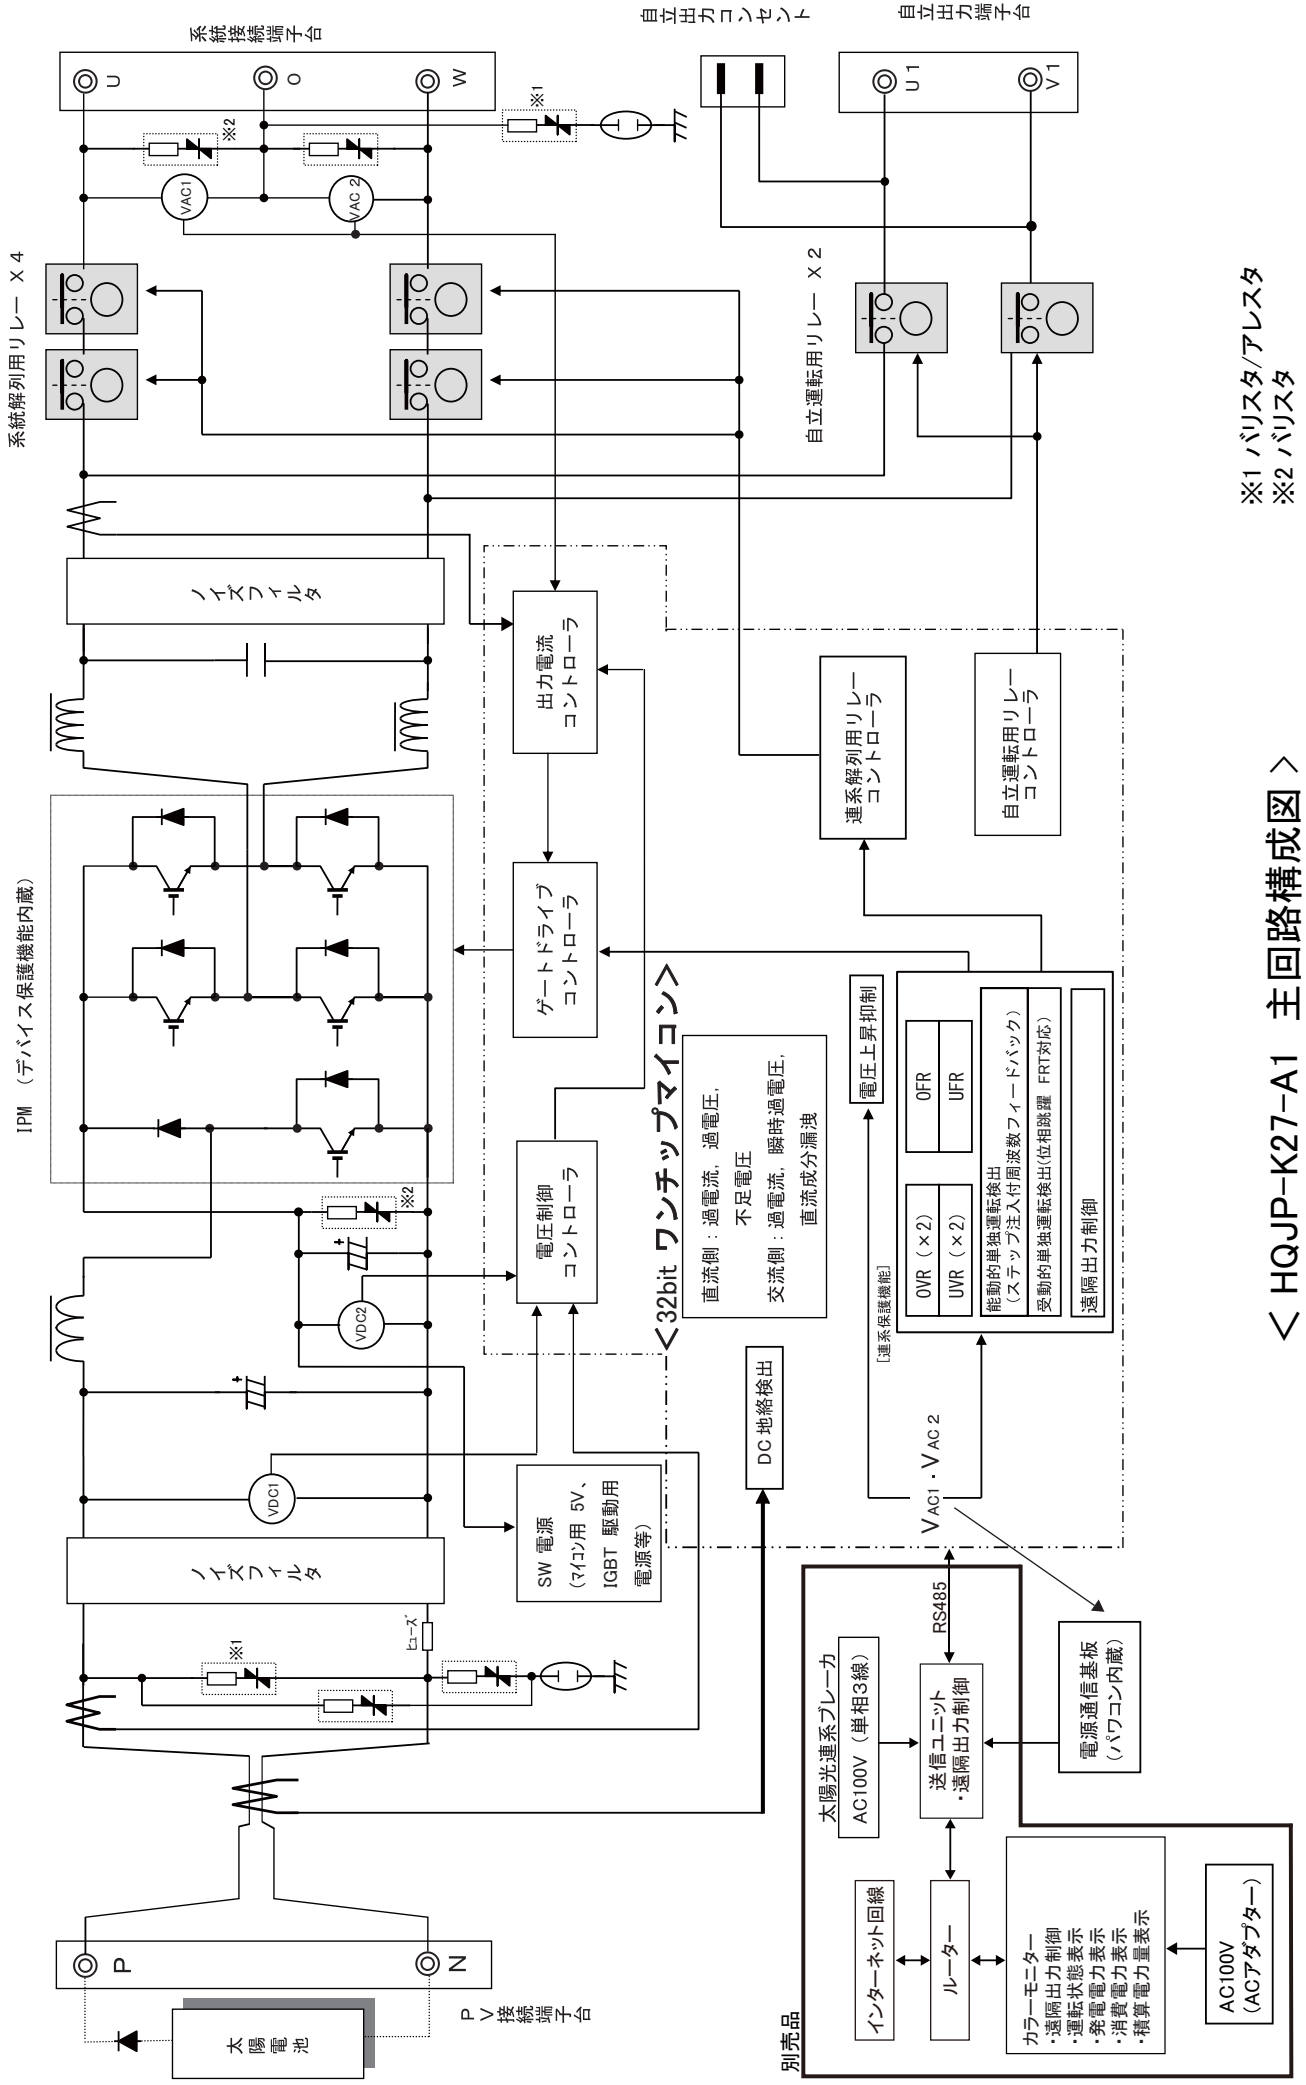 系統接続端子台
U
O
W
※2
※1
VAC1
VAC 2
自立出力コンセント
自立出力端子台
U1
V1
系統解列用リレー X 4
自立運転用リレー X 2
ノイズフィルタ
IPM （デバイス保護機能内蔵）
出力電流
コントローラ
ゲートドライブ
コントローラ
電圧制御
コントローラ
連系解列用リレー
コントローラ
自立運転用リレー
コントローラ
<32bit ワンチップマイコン>
直流側：過電流，過電圧，
不足電圧
交流側：過電流，瞬時過電圧，
直流成分漏洩
電圧上昇抑制
[連系保護機能]
OVR（×2）
OFR
UVR（×2）
UFR
能動的単独運転検出
（ステップ注入付周波数フィードバック）
受動的単独運転検出(位相跳躍 FRT対応）
遠隔出力制御
VAC1・VAC 2
※2
+
VDC2
+
VDC1
SW 電源
(マイコン用 5V、
IGBT 駆動用
電源等）
DC 地絡検出
ノイズフィルタ
ヒューズ
※1
RS485
P
N
ＰＶ接続端子台
太陽電池
別売品
太陽光連系ブレーカ
AC100V（単相3線）
送信ユニット
・遠隔出力制御
電源通信基板
（パワコン内蔵）
インターネット回線
ルーター
カラーモニター
・遠隔出力制御
・運転状態表示
・発電電力表示
・消費電力表示
・積算電力量表示
AC100V
（ACアダプター）
※1 バリスタ/アレスタ
※2 バリスタ
＜ HQJP-K27-A1 主回路構成図 ＞